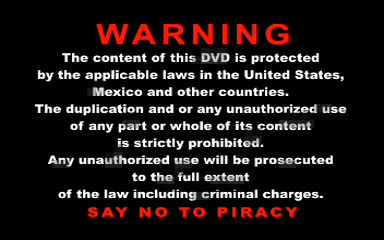 WARNING
The content of this DVD is protected
by the applicable laws in the United States,
Mexico and other countries.
The duplication and or any unauthorized use
of any part or whole of its content
is strictly prohibited.
Any unauthorized use will be prosecuted
to the full extent
of the law including criminal charges.
SAY NO TO PIRACY